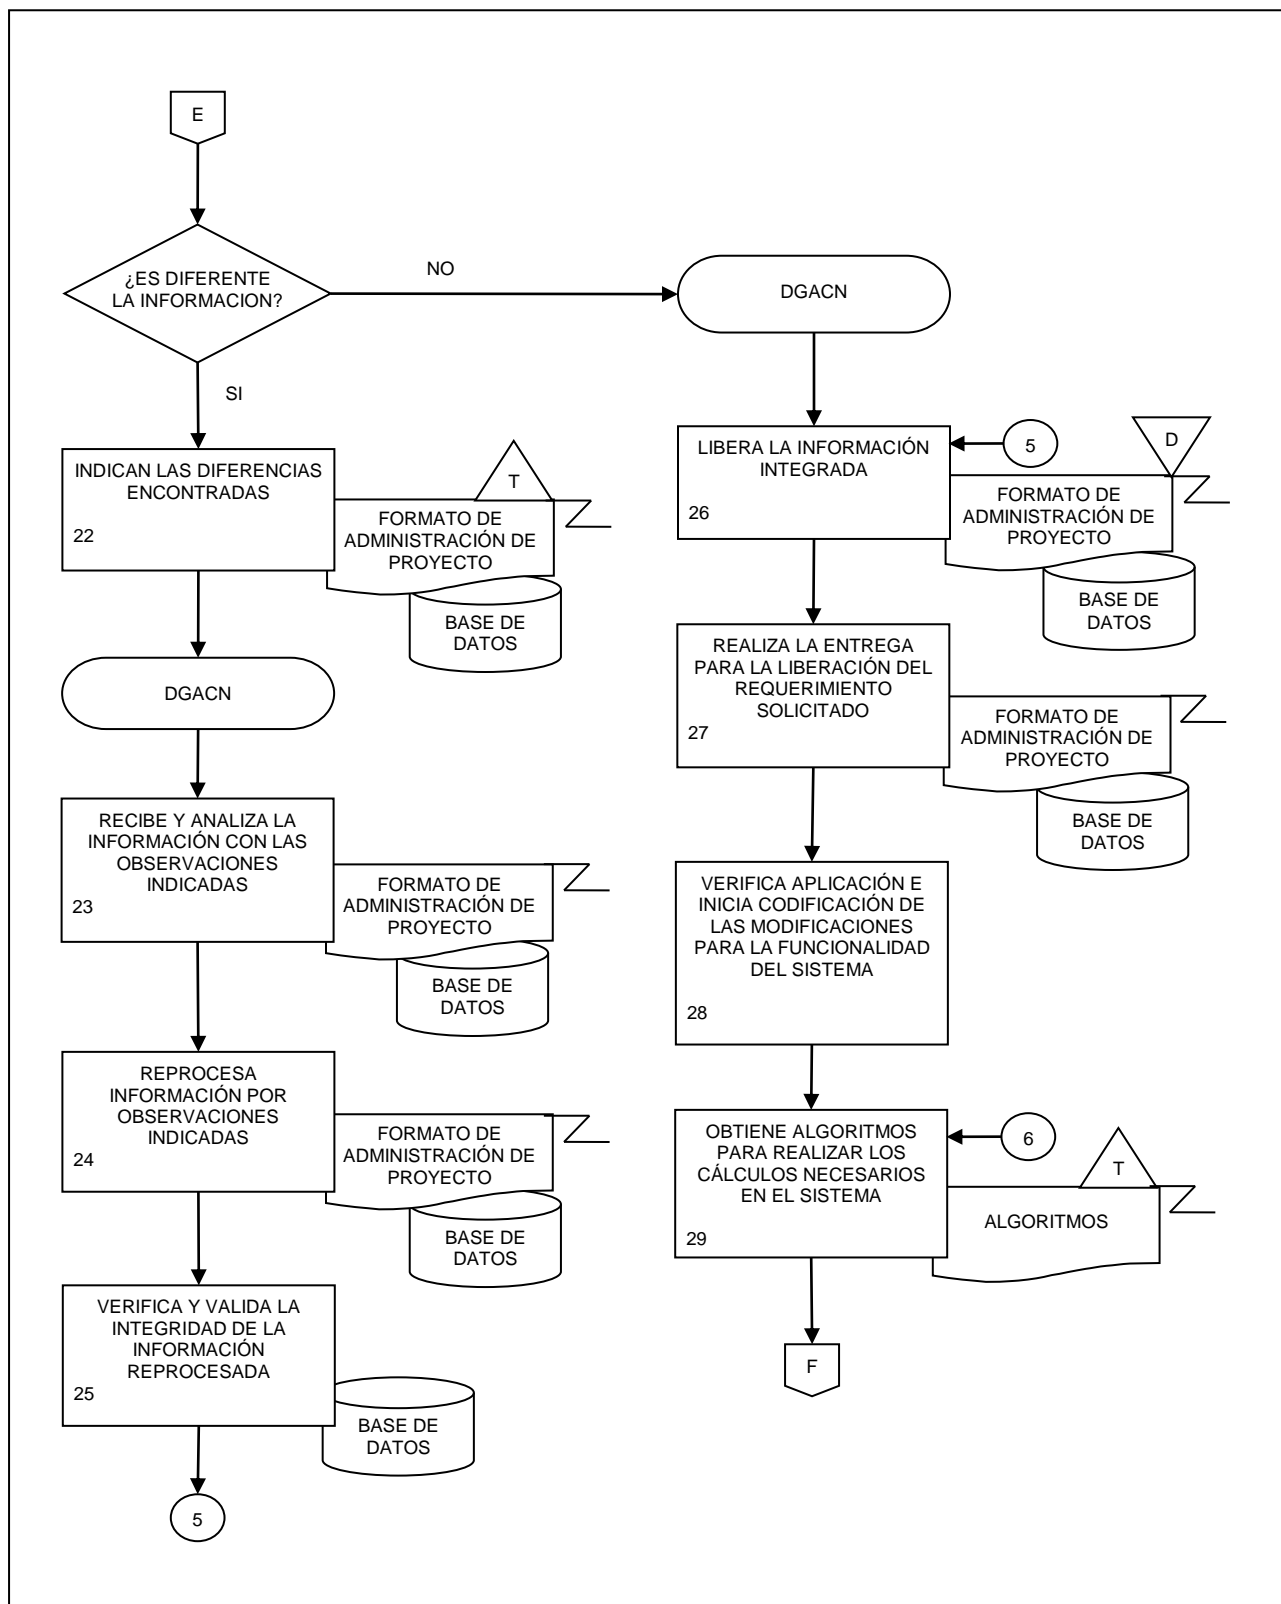 E
¿ES DIFERENTE
LA INFORMACION?
NO
SI
INDICAN LAS DIFERENCIAS
ENCONTRADAS
22
T
FORMATO DE
ADMINISTRACIÓN DE
PROYECTO
BASE DE
DATOS
DGACN
RECIBE Y ANALIZA LA
INFORMACIÓN CON LAS
OBSERVACIONES
INDICADAS
23
FORMATO DE
ADMINISTRACIÓN DE
PROYECTO
BASE DE
DATOS
REPROCESA
INFORMACIÓN POR
OBSERVACIONES
INDICADAS
24
FORMATO DE
ADMINISTRACIÓN DE
PROYECTO
BASE DE
DATOS
VERIFICA Y VALIDA LA
INTEGRIDAD DE LA
INFORMACIÓN
REPROCESADA
25
BASE DE
DATOS
5
DGACN
LIBERA LA INFORMACIÓN
INTEGRADA
26
5
D
FORMATO DE
ADMINISTRACIÓN DE
PROYECTO
BASE DE
DATOS
REALIZA LA ENTREGA
PARA LA LIBERACIÓN DEL
REQUERIMIENTO
SOLICITADO
27
FORMATO DE
ADMINISTRACIÓN DE
PROYECTO
BASE DE
DATOS
VERIFICA APLICACIÓN E
INICIA CODIFICACIÓN DE
LAS MODIFICACIONES
PARA LA FUNCIONALIDAD
DEL SISTEMA
28
OBTIENE ALGORITMOS
PARA REALIZAR LOS
CÁLCULOS NECESARIOS
EN EL SISTEMA
29
6
T
ALGORITMOS
F